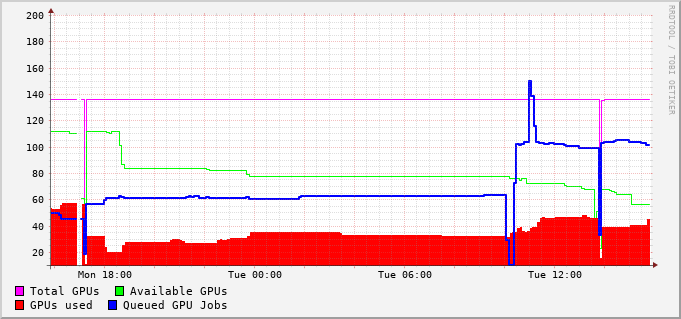 200
180
160
140
120
100
80
60
40
20
Mon 18:00 Tue 00:00 Tue 06:00 Tue 12:00
Total GPUs Available GPUs
GPUs used Queued GPU Jobs
RRDTOOL / TOBI OETIKER